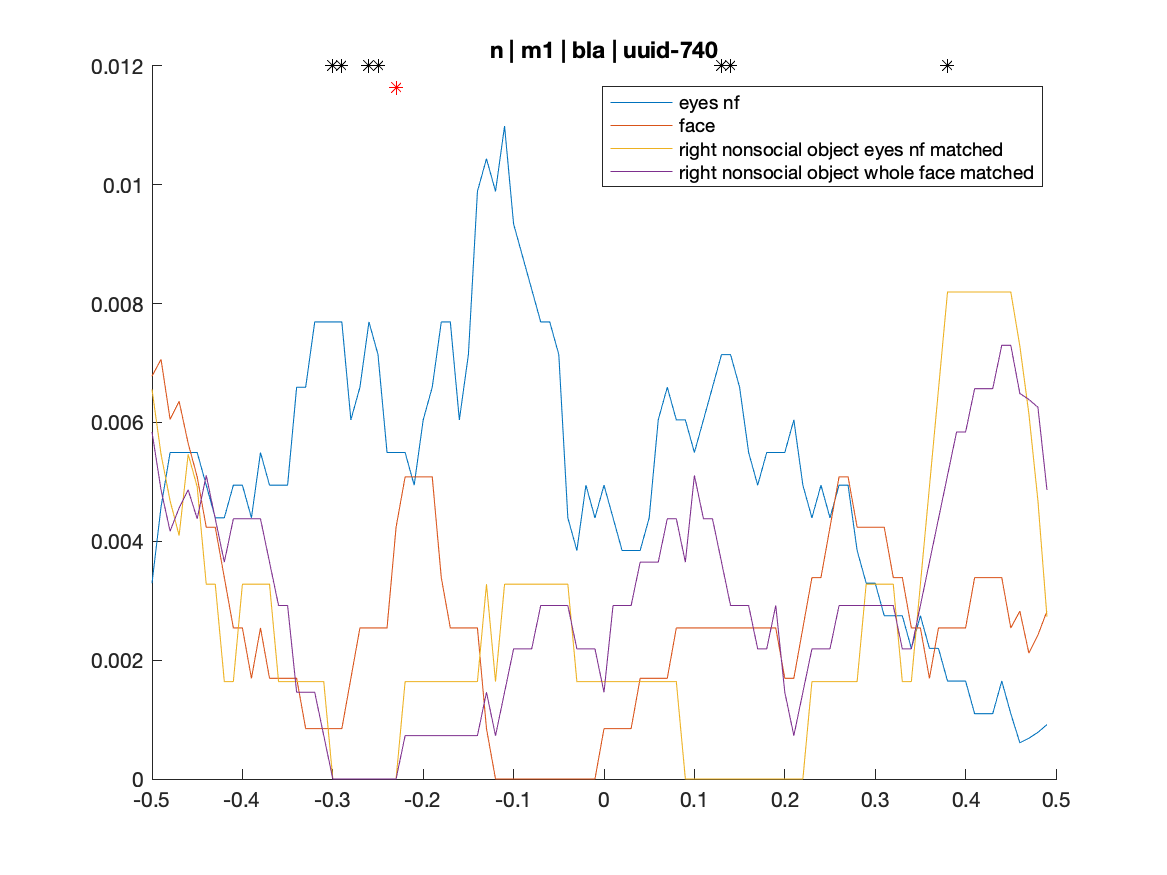 n | m1 | bla | uuid-740
0.012
0.01
0.008
0.006
0.004
0.002
0
eyes nf
face
right nonsocial object eyes nf matched
right nonsocial object whole face matched
-0.5 -0.4 -0.3 -0.2 -0.1 0 0.1 0.2 0.3 0.4 0.5